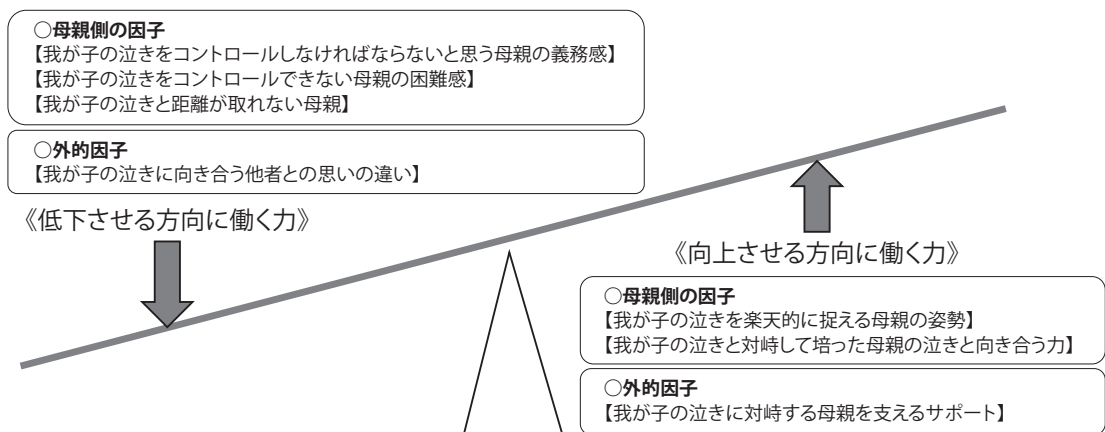 ○母親側の因子
【我が子の泣きをコントロールしなければならないと思う母親の義務感】
【我が子の泣きをコントロールできない母親の困難感】
【我が子の泣きと距離が取れない母親】
○外的因子
【我が子の泣きに向き合う他者との思いの違い】
《低下させる方向に働く力》
《向上させる方向に働く力》
○母親側の因子
【我が子の泣きを楽天的に捉える母親の姿勢】
【我が子の泣きと対峙して培った母親の泣きと向き合う力】
○外的因子
【我が子の泣きに対峙する母親を支えるサポート】